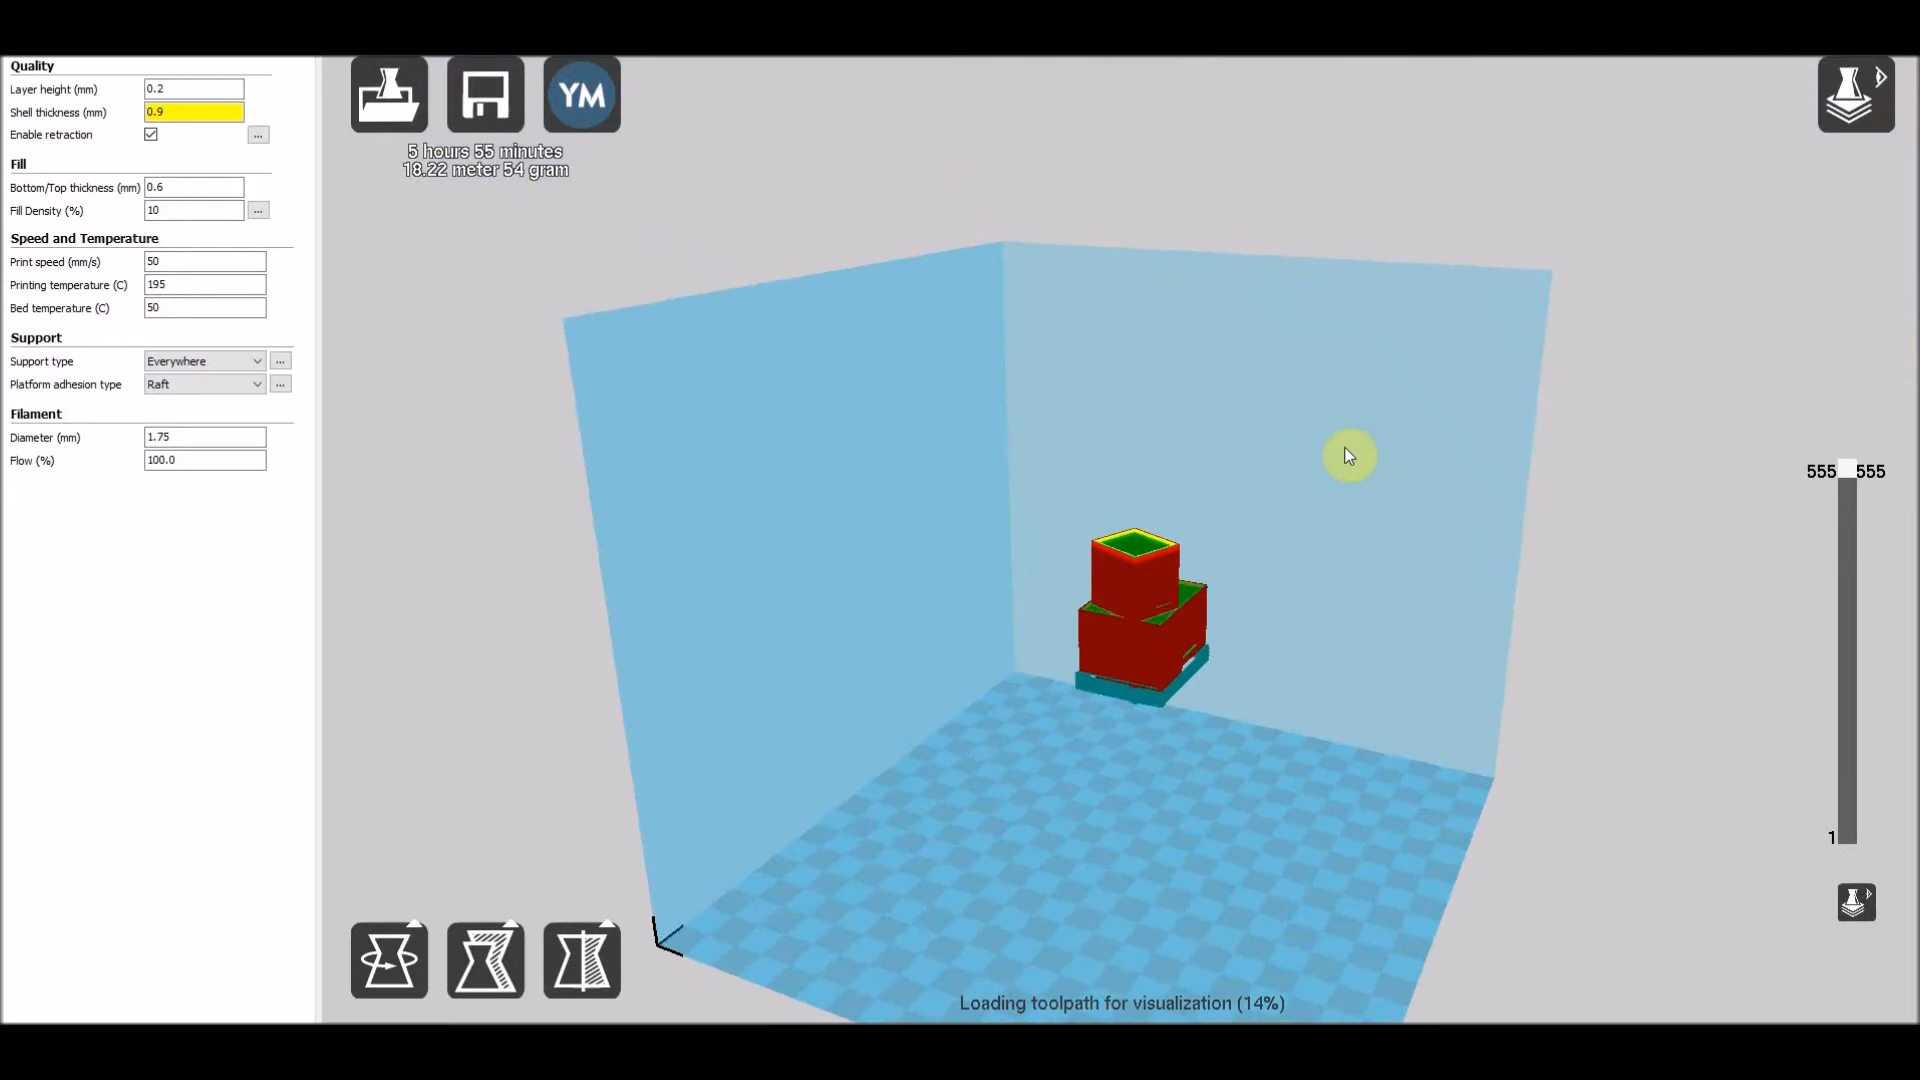 Quality
Layer height (mm) 0.2
Shell thickness (mm) 0.9
Enable retraction ...
Fill
Bottom/Top thickness (mm) 0.6
Fill Density (%) 10 ...
Speed and Temperature
Print speed (mm/s) 50
Printing temperature (C) 195
Bed temperature (C) 50
Support
Support type Everywhere ...
Platform adhesion type Raft ...
Filament
Diameter (mm) 1.75
Flow (%) 100.0
YM
5 hours 55 minutes
18.22 meter 54 gram
555 555
1
Loading toolpath for visualization (14%)